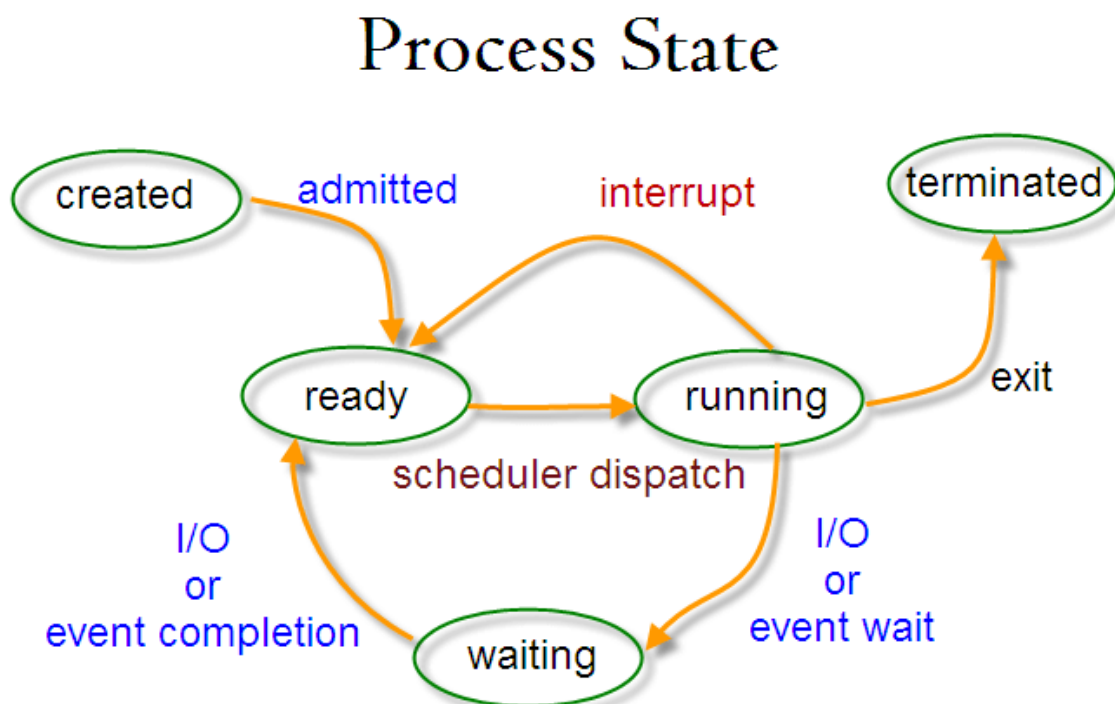 Process State
created
admitted
interrupt
terminated
ready
running
exit
scheduler dispatch
I/O
or
event completion
I/O
or
event wait
waiting